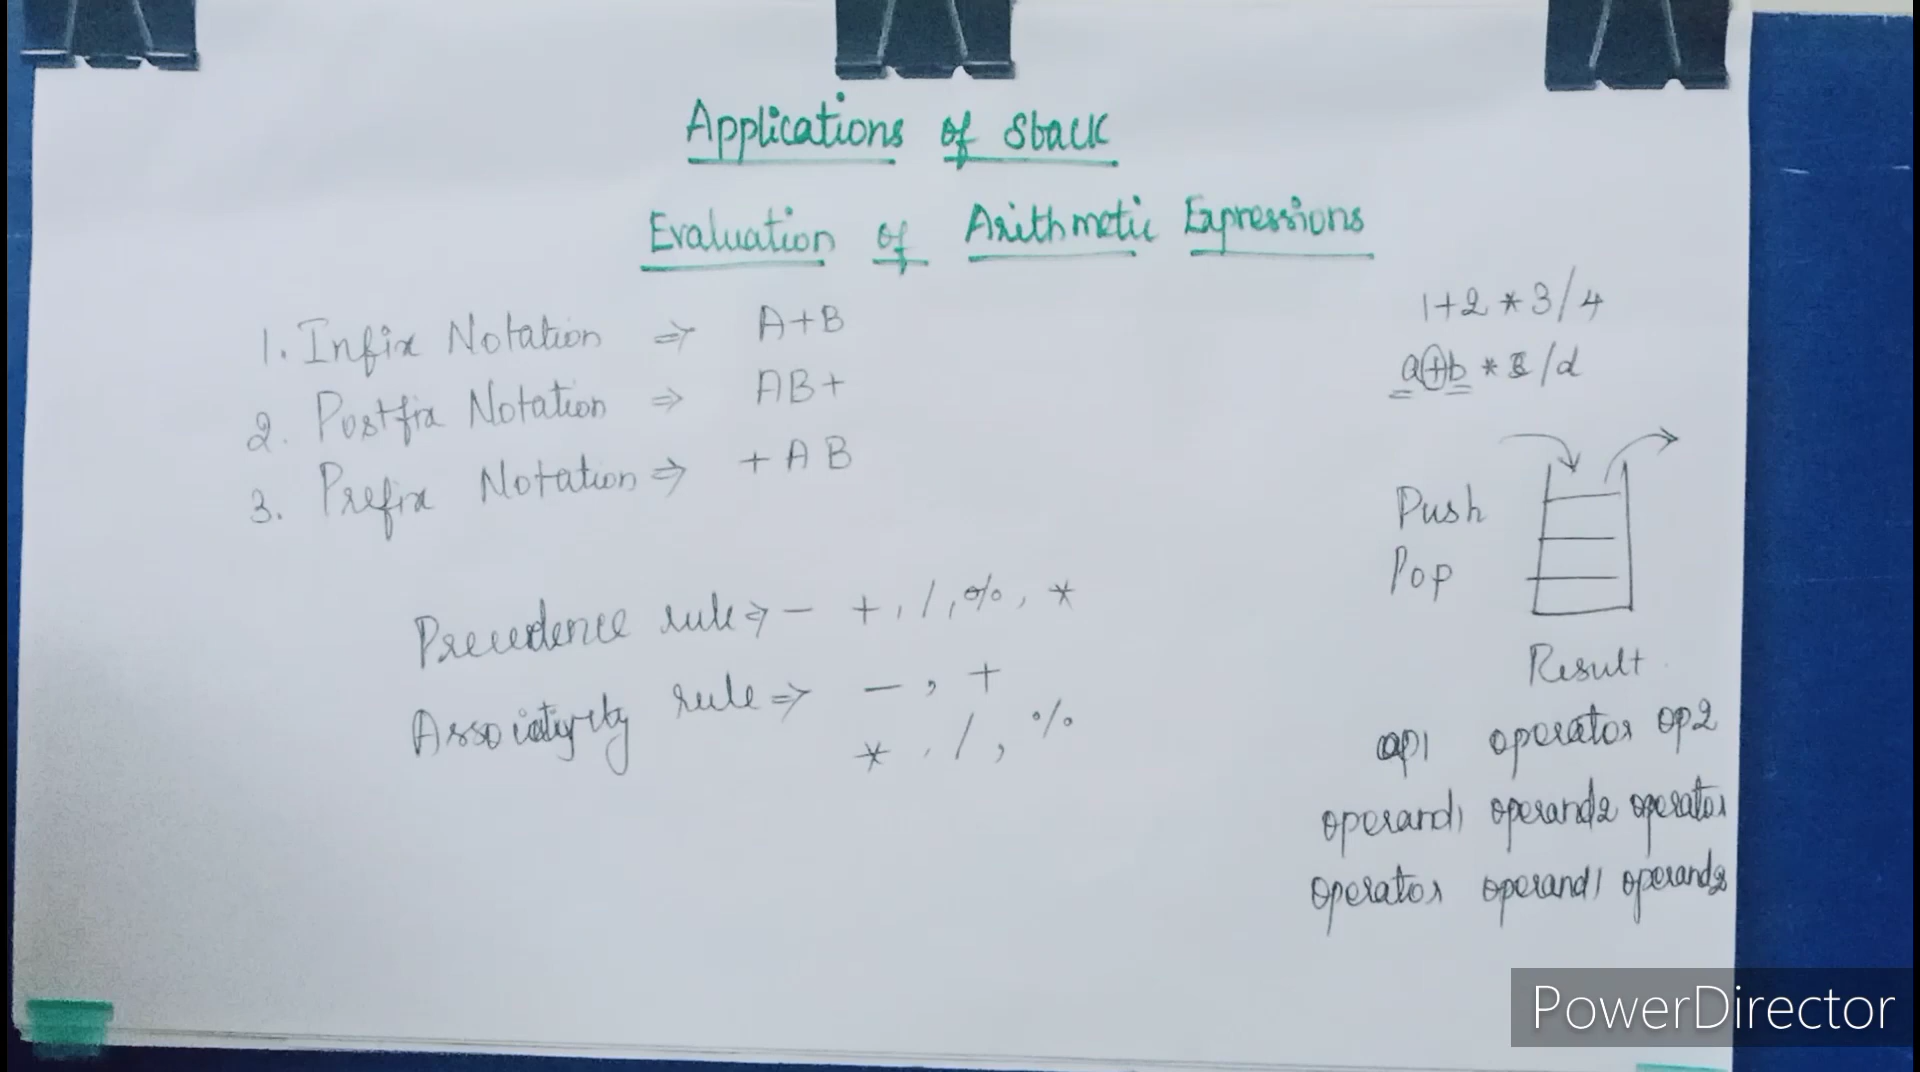 Applications of Stack
Evaluation of Arithmetic Expressions
1. Infix Notation ⇒ A+B
2. Postfix Notation ⇒ AB+
3. Prefix Notation ⇒ +AB
Precedence rule ⇒ - +, /, %, *
Associativity rule ⇒ -, +
*, /, %
1+2*3/4
a+b*c/d
Push
Pop
Result
op1 operator op2
operand1 operand2 operator
operator operand1 operand2
PowerDirector